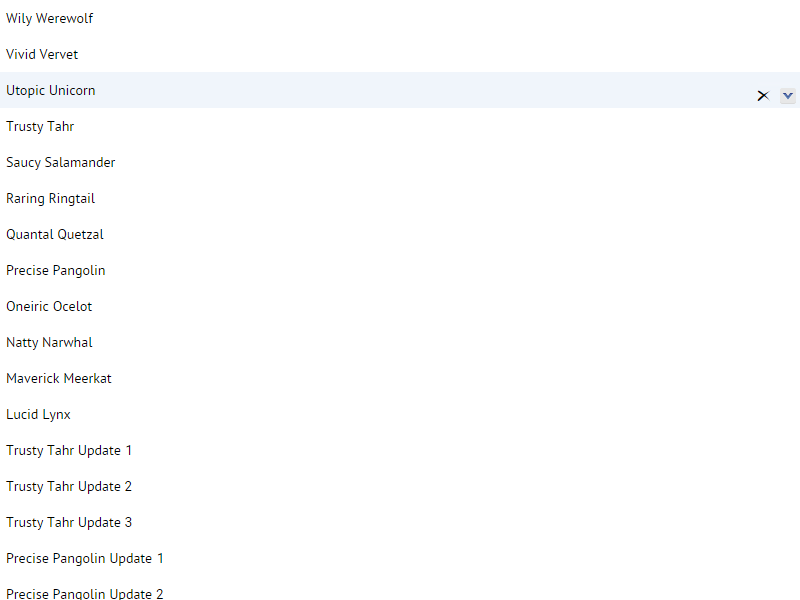 Wily Werewolf
Vivid Vervet
Utopic Unicorn
Trusty Tahr
Saucy Salamander
Raring Ringtail
Quantal Quetzal
Precise Pangolin
Oneiric Ocelot
Natty Narwhal
Maverick Meerkat
Lucid Lynx
Trusty Tahr Update 1
Trusty Tahr Update 2
Trusty Tahr Update 3
Precise Pangolin Update 1
Precise Pangolin Update 2